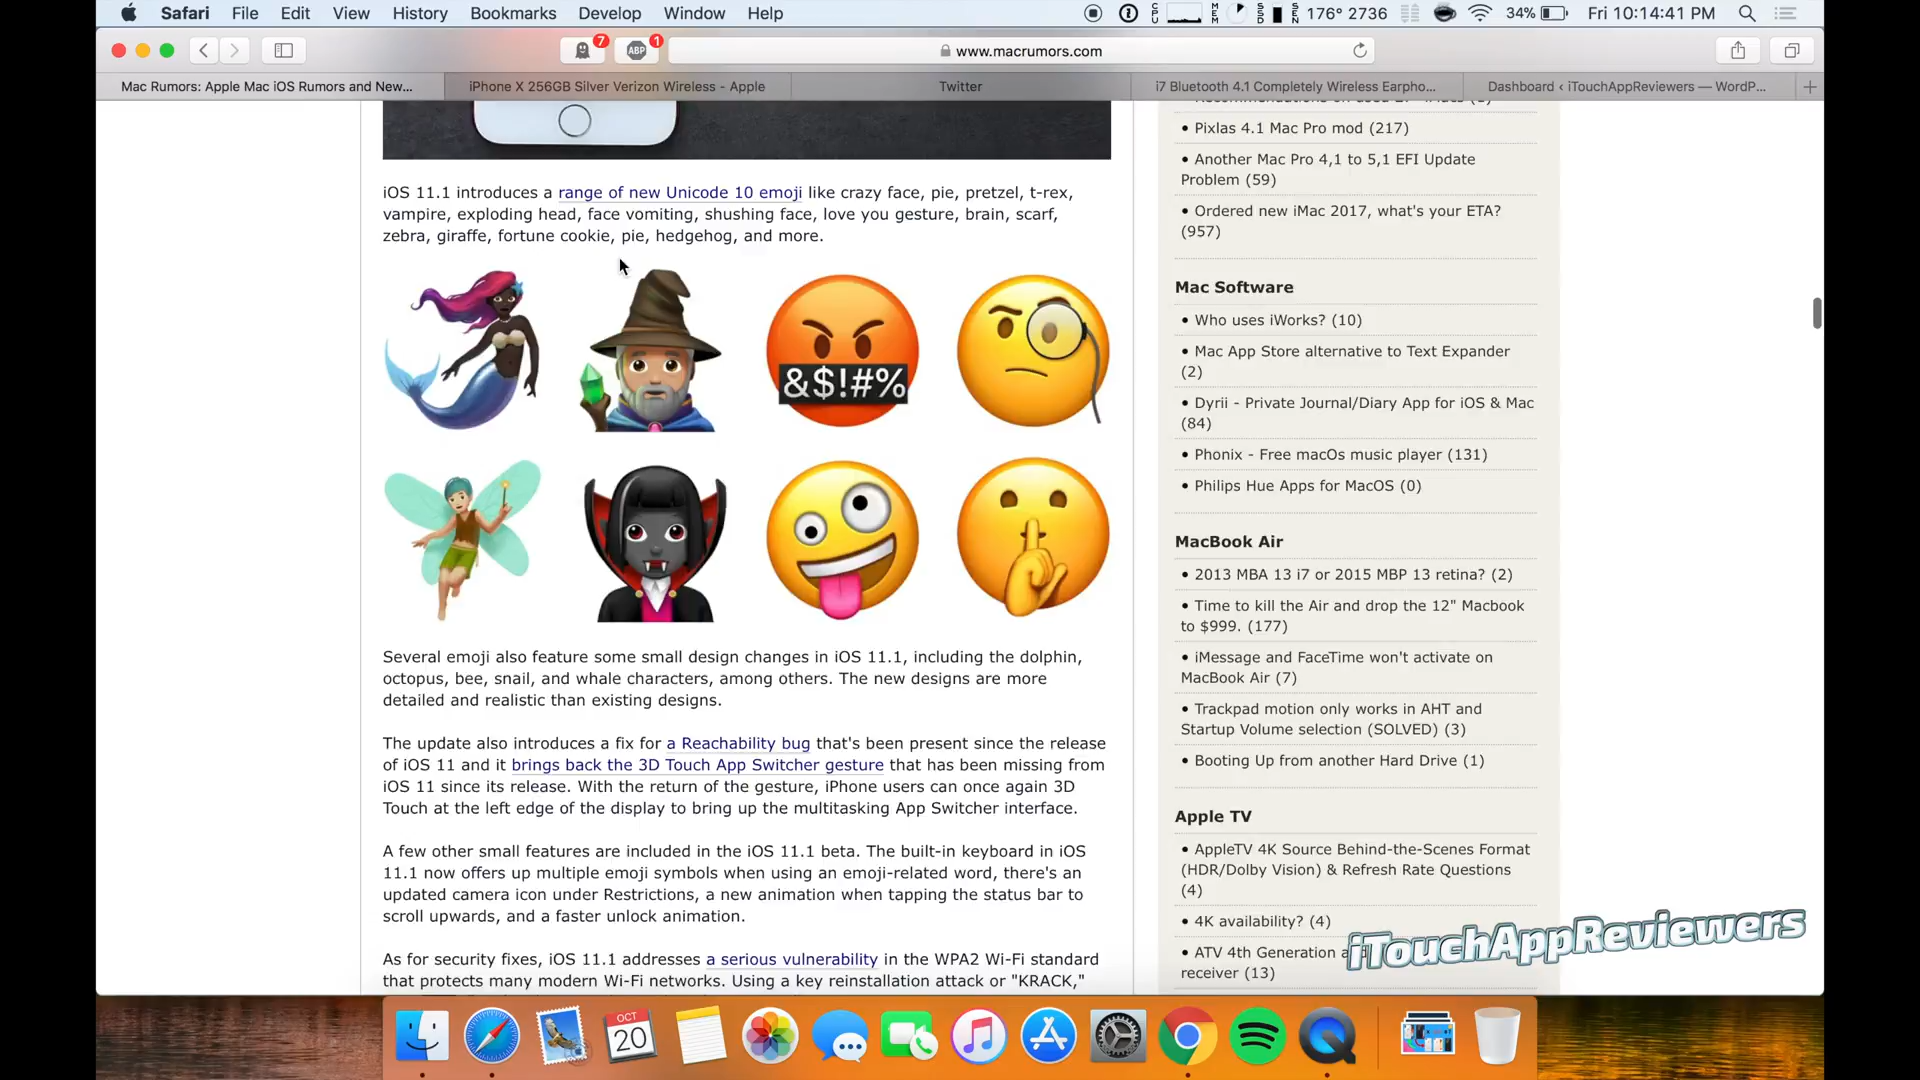 Safari File Edit View History Bookmarks Develop Window Help
CPU MEM SSD SEN 176° 2736 34% Fri 10:14:41 PM
7 ABP 1 www.macrumors.com
Mac Rumors: Apple Mac iOS Rumors and New...
iPhone X 256GB Silver Verizon Wireless - Apple
Twitter
i7 Bluetooth 4.1 Completely Wireless Earpho...
Dashboard ‹ iTouchAppReviewers — WordP...
iOS 11.1 introduces a range of new Unicode 10 emoji like crazy face, pie, pretzel, t-rex,
vampire, exploding head, face vomiting, shushing face, love you gesture, brain, scarf,
zebra, giraffe, fortune cookie, pie, hedgehog, and more.
&$!#%
Several emoji also feature some small design changes in iOS 11.1, including the dolphin,
octopus, bee, snail, and whale characters, among others. The new designs are more
detailed and realistic than existing designs.
The update also introduces a fix for a Reachability bug that's been present since the release
of iOS 11 and it brings back the 3D Touch App Switcher gesture that has been missing from
iOS 11 since its release. With the return of the gesture, iPhone users can once again 3D
Touch at the left edge of the display to bring up the multitasking App Switcher interface.
A few other small features are included in the iOS 11.1 beta. The built-in keyboard in iOS
11.1 now offers up multiple emoji symbols when using an emoji-related word, there's an
updated camera icon under Restrictions, a new animation when tapping the status bar to
scroll upwards, and a faster unlock animation.
As for security fixes, iOS 11.1 addresses a serious vulnerability in the WPA2 Wi-Fi standard
that protects many modern Wi-Fi networks. Using a key reinstallation attack or "KRACK,"
• Pixlas 4.1 Mac Pro mod (217)
• Another Mac Pro 4,1 to 5,1 EFI Update
Problem (59)
• Ordered new iMac 2017, what's your ETA?
(957)
Mac Software
• Who uses iWorks? (10)
• Mac App Store alternative to Text Expander
(2)
• Dyrii - Private Journal/Diary App for iOS & Mac
(84)
• Phonix - Free macOs music player (131)
• Philips Hue Apps for MacOS (0)
MacBook Air
• 2013 MBA 13 i7 or 2015 MBP 13 retina? (2)
• Time to kill the Air and drop the 12" Macbook
to $999. (177)
• iMessage and FaceTime won't activate on
MacBook Air (7)
• Trackpad motion only works in AHT and
Startup Volume selection (SOLVED) (3)
• Booting Up from another Hard Drive (1)
Apple TV
• AppleTV 4K Source Behind-the-Scenes Format
(HDR/Dolby Vision) & Refresh Rate Questions
(4)
• 4K availability? (4)
• ATV 4th Generation
receiver (13)
iTouchAppReviewers
OCT
20